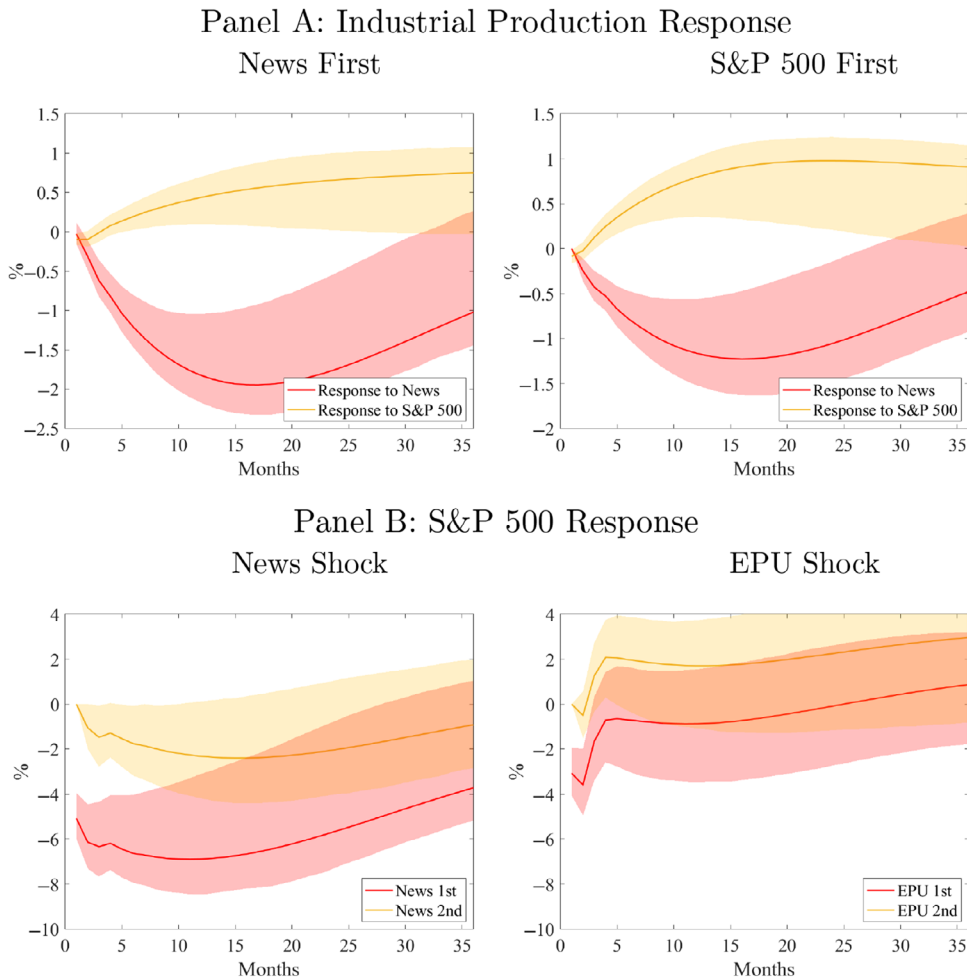 Panel A: Industrial Production Response
News First
S&P 500 First
1.5
1
0.5
0
−0.5
−1
−1.5
−2
−2.5
%
0 5 10 15 20 25 30 35
Months
Response to News
Response to S&P 500
1.5
1
0.5
0
−0.5
−1
−1.5
−2
%
0 5 10 15 20 25 30 35
Months
Response to News
Response to S&P 500
Panel B: S&P 500 Response
News Shock
EPU Shock
4
2
0
−2
−4
−6
−8
−10
%
0 5 10 15 20 25 30 35
Months
News 1st
News 2nd
4
2
0
−2
−4
−6
−8
−10
%
0 5 10 15 20 25 30 35
Months
EPU 1st
EPU 2nd